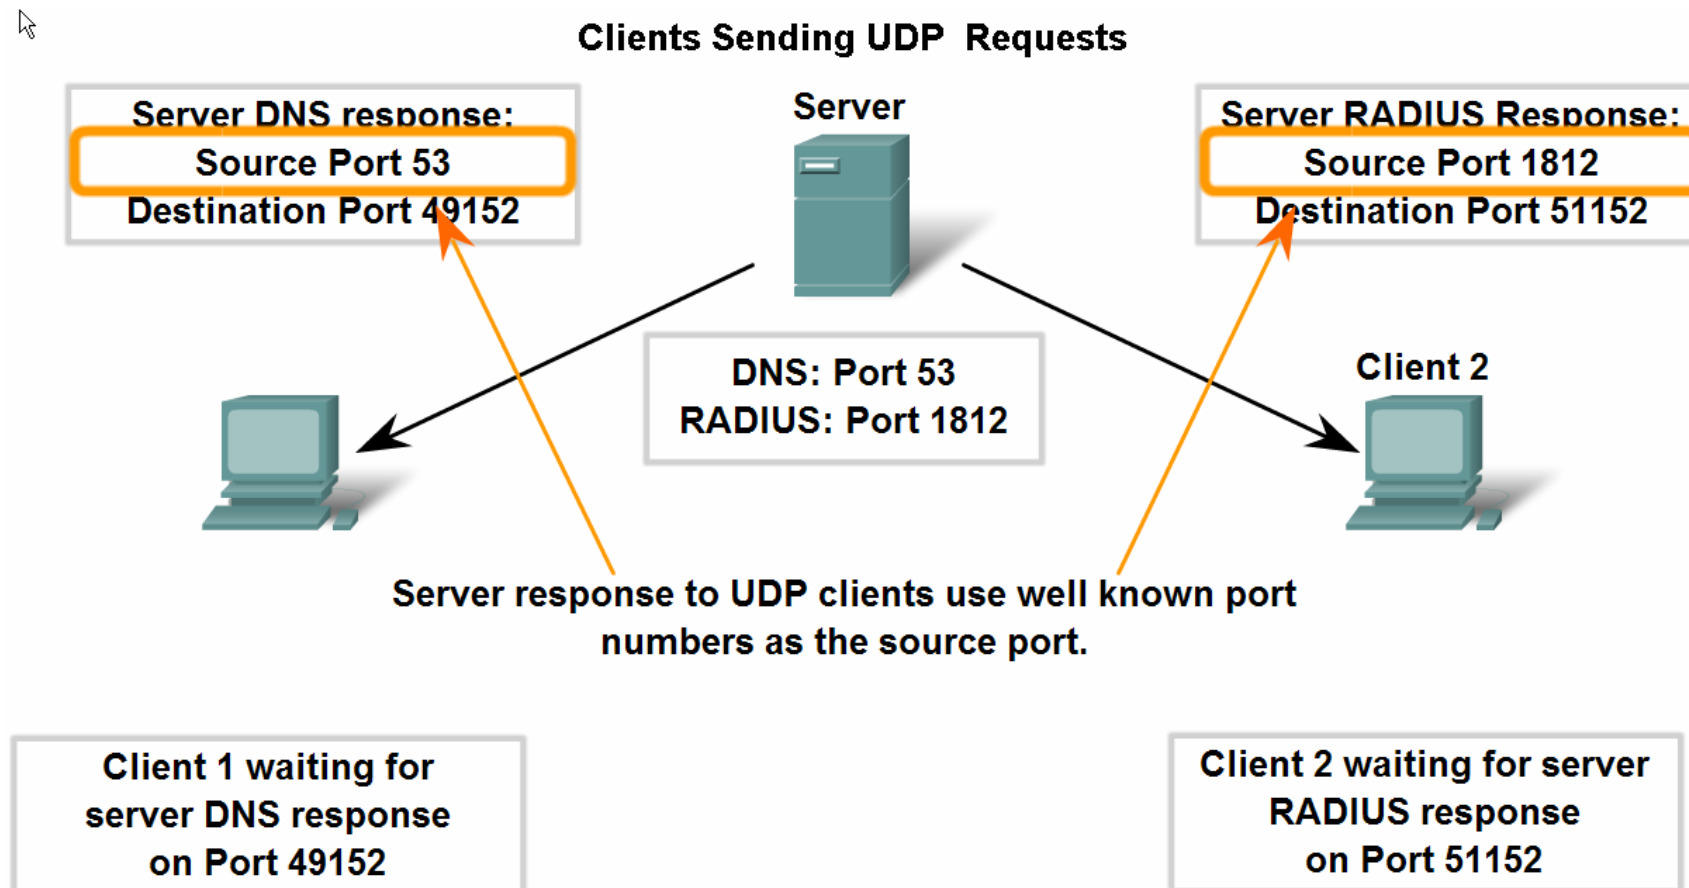 Clients Sending UDP Requests
Server DNS response:
Source Port 53
Destination Port 49152
Server
Server RADIUS Response:
Source Port 1812
Destination Port 51152
DNS: Port 53
RADIUS: Port 1812
Client 2
Server response to UDP clients use well known port
numbers as the source port.
Client 1 waiting for
server DNS response
on Port 49152
Client 2 waiting for server
RADIUS response
on Port 51152